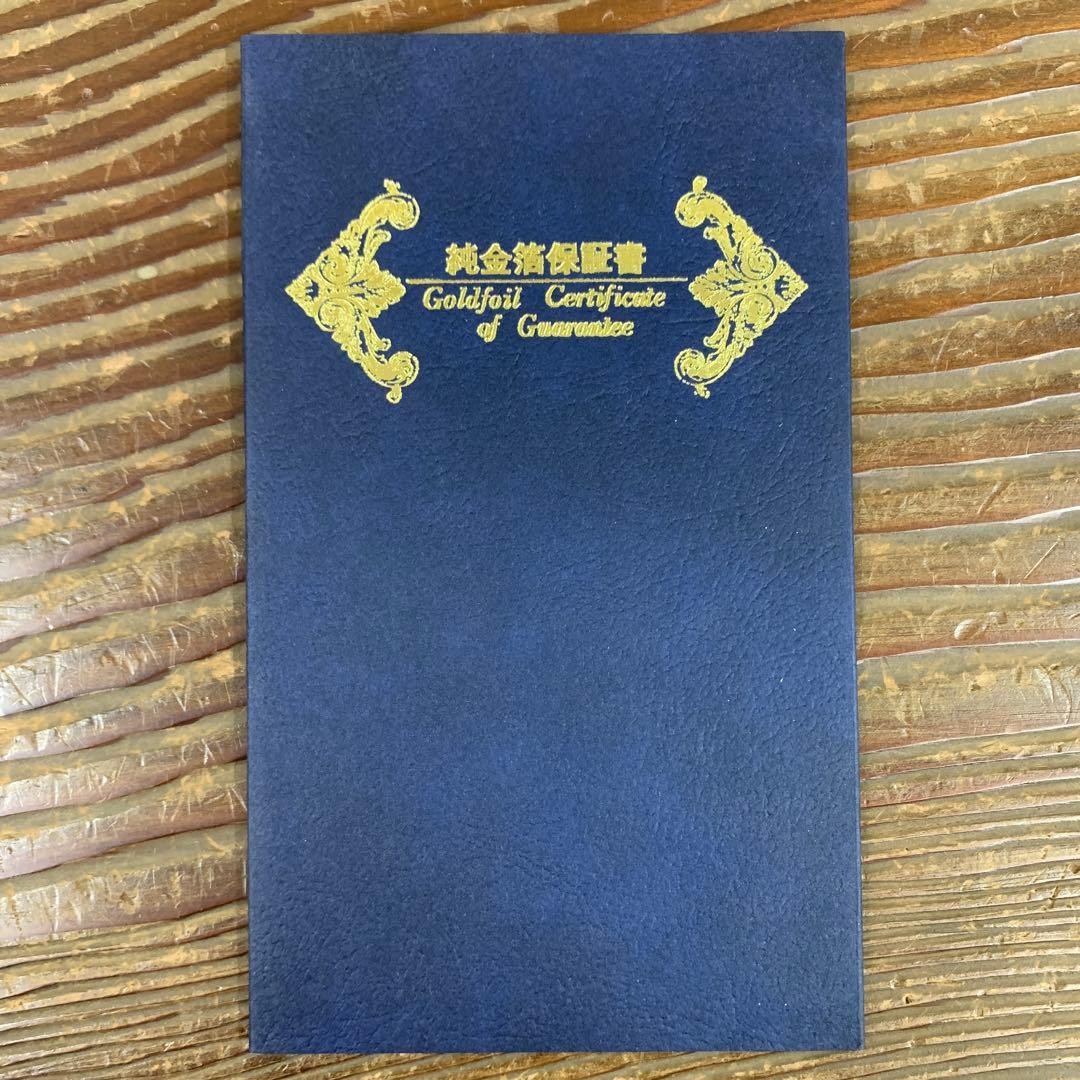 純金箔保証書
Goldfoil Certificate
of Guarantee